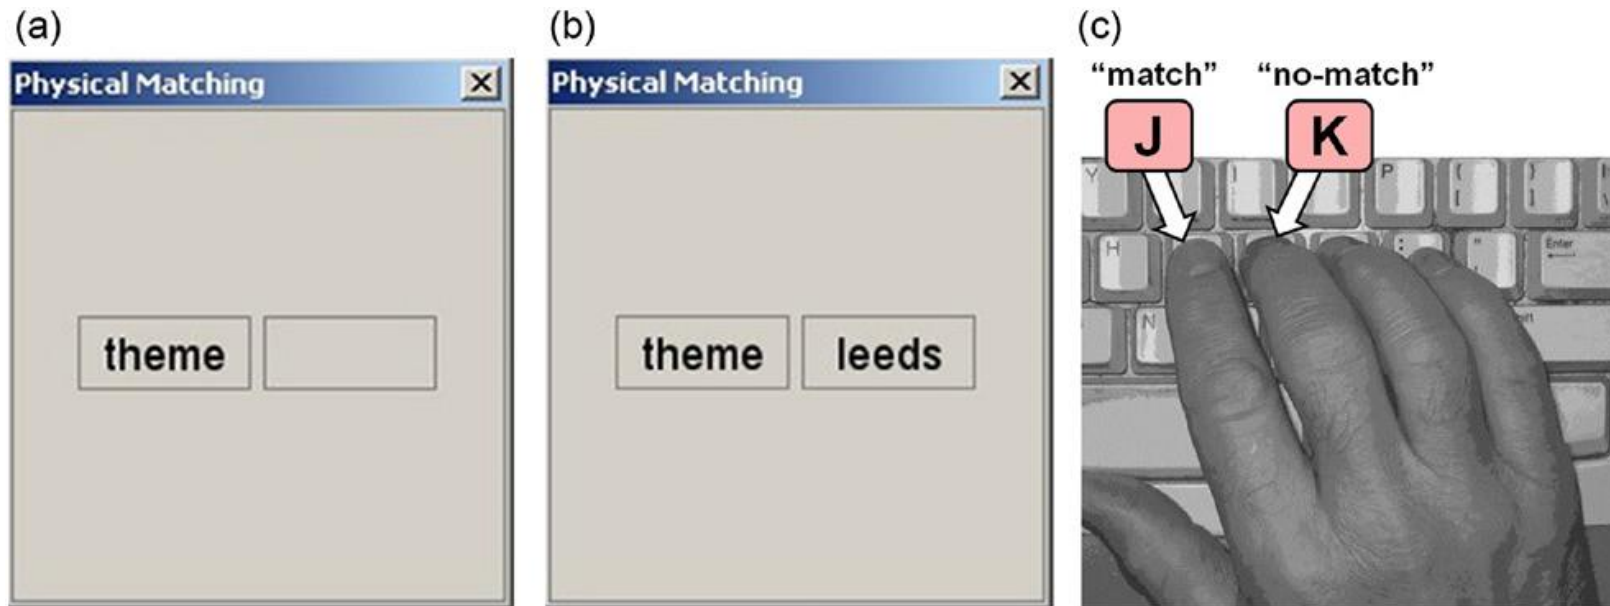 (a)
Physical Matching
theme
(b)
Physical Matching
theme leeds
(c)
“match” “no-match”
J K
Y
P
{
[
}
]
H
:
"
Enter
N